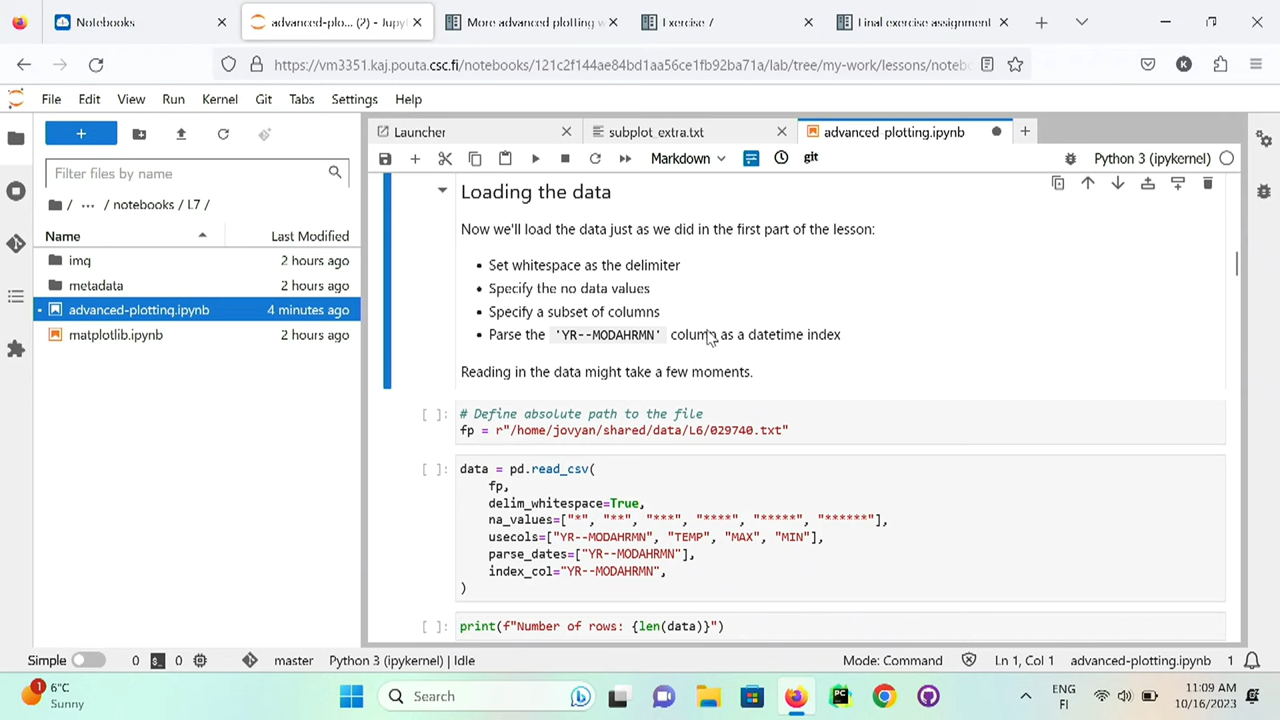 Notebooks
advanced-plo... (2) - Jupyt
More advanced plotting w
Exercise 7
Final exercise assignment
https://vm3351.kaj.pouta.csc.fi/notebooks/121c2f144ae84bd1aa56ce1fb92ba71a/lab/tree/my-work/lessons/noteb
K
File Edit View Run Kernel Git Tabs Settings Help
Launcher
subplot_extra.txt
advanced-plotting.ipynb
Markdown
git
Python 3 (ipykernel)
Filter files by name
/ ... / notebooks / L7 /
Name Last Modified
img 2 hours ago
metadata 2 hours ago
advanced-plotting.ipynb 4 minutes ago
matplotlib.ipynb 2 hours ago
Loading the data
Now we'll load the data just as we did in the first part of the lesson:
• Set whitespace as the delimiter
• Specify the no data values
• Specify a subset of columns
• Parse the 'YR--MODAHRMN' column as a datetime index
Reading in the data might take a few moments.
[ ]: # Define absolute path to the file
fp = r"/home/jovyan/shared/data/L6/029740.txt"
[ ]: data = pd.read_csv(
fp,
delim_whitespace=True,
na_values=["*", "**", "***", "****", "*****", "******"],
usecols=["YR--MODAHRMN", "TEMP", "MAX", "MIN"],
parse_dates=["YR--MODAHRMN"],
index_col="YR--MODAHRMN",
)
[ ]: print(f"Number of rows: {len(data)}")
Simple 0 0 master Python 3 (ipykernel) | Idle Mode: Command Ln 1, Col 1 advanced-plotting.ipynb 1
1
6°C
Sunny
Search
ENG
FI
11:09 AM
10/16/2023